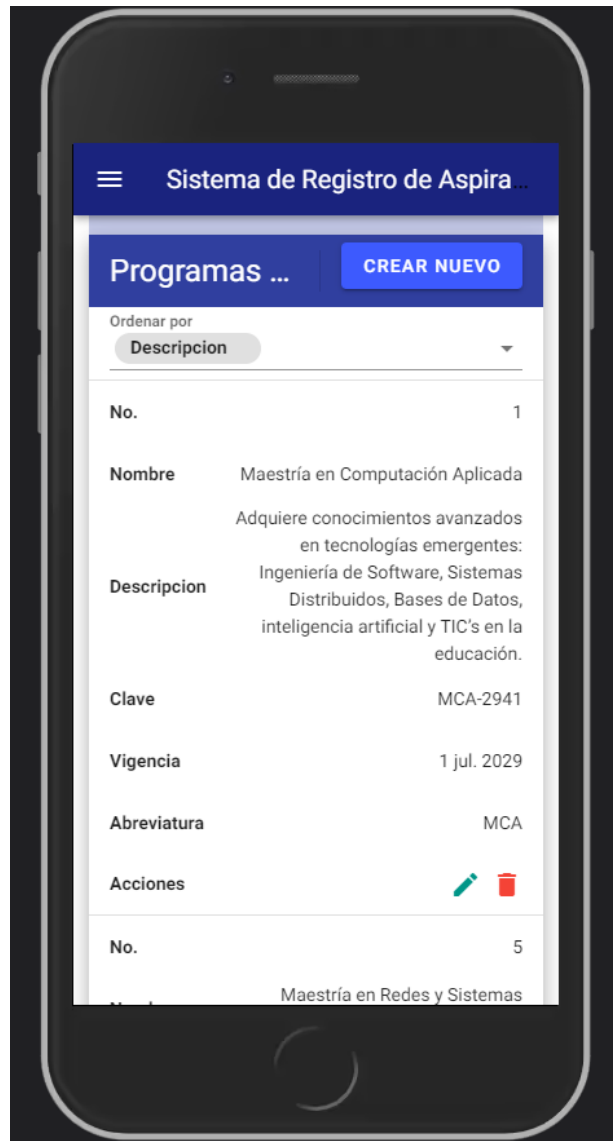 Sistema de Registro de Aspira...
Programas ...
CREAR NUEVO
Ordenar por
Descripcion
No. 1
Nombre Maestría en Computación Aplicada
Adquiere conocimientos avanzados
en tecnologías emergentes:
Ingeniería de Software, Sistemas
Descripcion
Distribuidos, Bases de Datos,
inteligencia artificial y TIC's en la
educación.
Clave MCA-2941
Vigencia 1 jul. 2029
Abreviatura MCA
Acciones
No. 5
Maestría en Redes y Sistemas